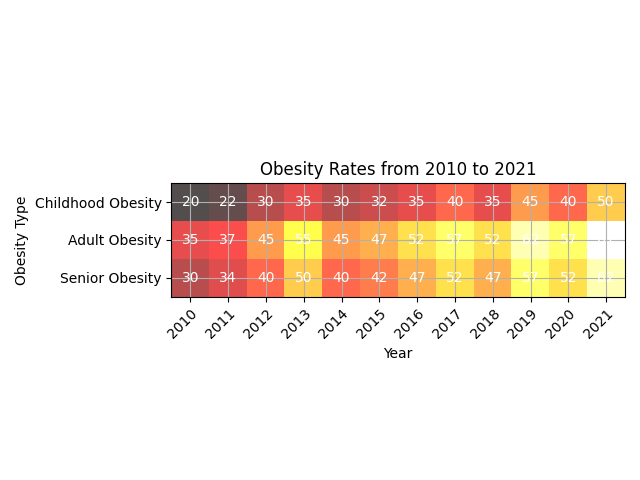 Obesity Rates from 2010 to 2021
Obesity Type
Childhood Obesity 20 22 30 35 30 32 35 40 35 45 40 50
Adult Obesity 35 37 45 55 45 47 52 57 52 62 57
Senior Obesity 30 34 40 50 40 42 47 52 47 57 52 62
2010 2011 2012 2013 2014 2015 2016 2017 2018 2019 2020 2021
Year